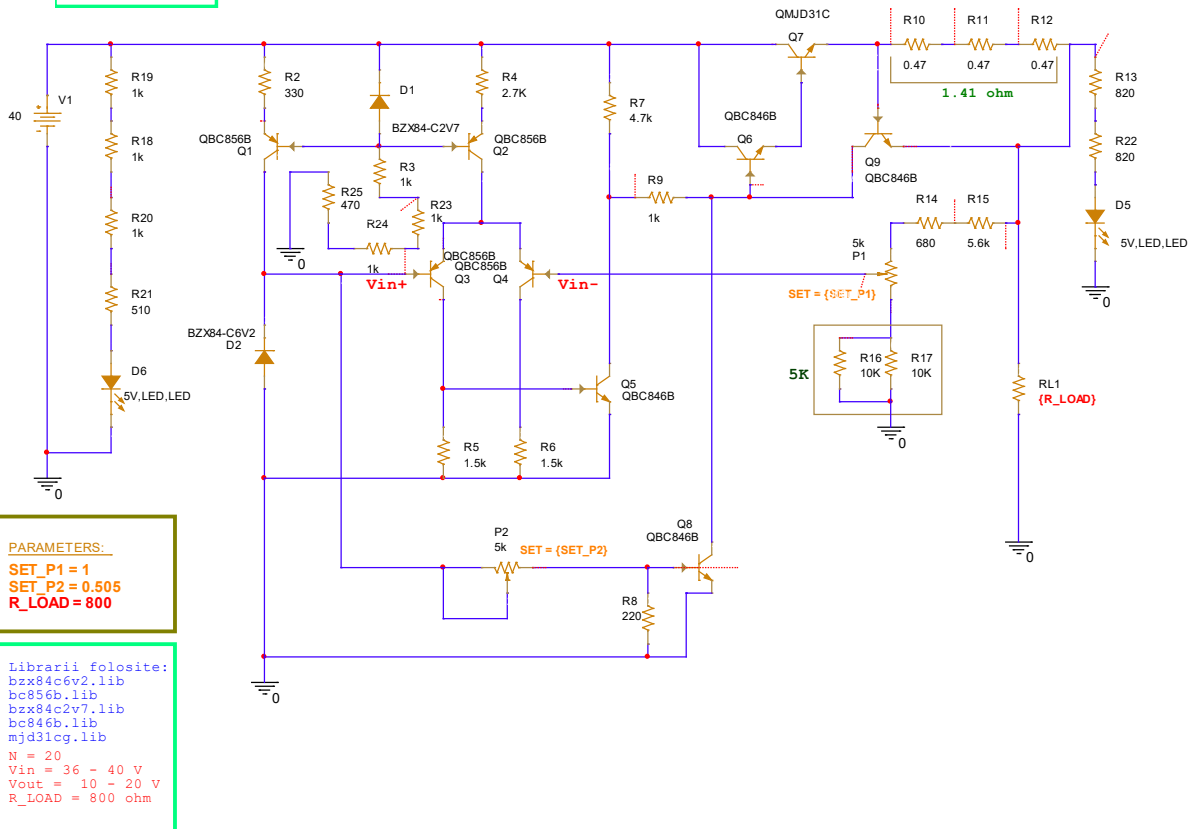 QMJD31C
Q7
R10
R11
R12
0.47
0.47
0.47
1.41 ohm
V1
40
R19
1k
R18
1k
R20
1k
R21
510
D6
5V,LED,LED
0
R2
330
D1
BZX84-C2V7
R4
2.7K
QBC856B
Q1
QBC856B
Q2
R3
1k
R25
470
R23
1k
R24
1k
0
Vin+
QBC856B
Q3
QBC856B
Q4
Vin-
R7
4.7k
QBC846B
Q6
R9
1k
Q9
QBC846B
R13
820
R22
820
D5
5V,LED,LED
0
R14
680
R15
5.6k
5k
P1
SET = {SET_P1}
BZX84-C6V2
D2
Q5
QBC846B
R5
1.5k
R6
1.5k
5K
R16
10K
R17
10K
0
RL1
{R_LOAD}
0
P2
5k
SET = {SET_P2}
Q8
QBC846B
R8
220
0
PARAMETERS:
SET_P1 = 1
SET_P2 = 0.505
R_LOAD = 800
Librarii folosite:
bzx84c6v2.lib
bc856b.lib
bzx84c2v7.lib
bc846b.lib
mjd31cg.lib
N = 20
Vin = 36 - 40 V
Vout = 10 - 20 V
R_LOAD = 800 ohm